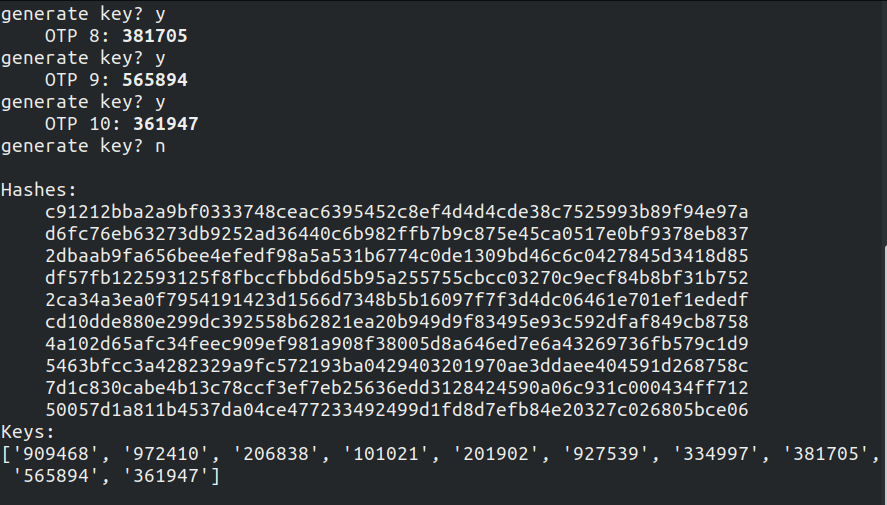 generate key? y
OTP 8: 381705
generate key? y
OTP 9: 565894
generate key? y
OTP 10: 361947
generate key? n
Hashes:
c91212bba2a9bf0333748ceac6395452c8ef4d4d4cde38c7525993b89f94e97a
d6fc76eb63273db9252ad36440c6b982ffb7b9c875e45ca0517e0bf9378eb837
2dbaab9fa656bee4efedf98a5a531b6774c0de1309bd46c6c0427845d3418d85
df57fb122593125f8fbccfbbd6d5b95a255755cbcc03270c9ecf84b8bf31b752
2ca34a3ea0f7954191423d1566d7348b5b16097f7f3d4dc06461e701ef1ededf
cd10dde880e299dc392558b62821ea20b949d9f83495e93c592dfaf849cb8758
4a102d65afc34feec909ef981a908f38005d8a646ed7e6a43269736fb579c1d9
5463bfcc3a4282329a9fc572193ba0429403201970ae3ddaee404591d268758c
7d1c830cabe4b13c78ccf3ef7eb25636edd3128424590a06c931c000434ff712
50057d1a811b4537da04ce477233492499d1fd8d7efb84e20327c026805bce06
Keys:
['909468', '972410', '206838', '101021', '201902', '927539', '334997', '381705',
'565894', '361947']